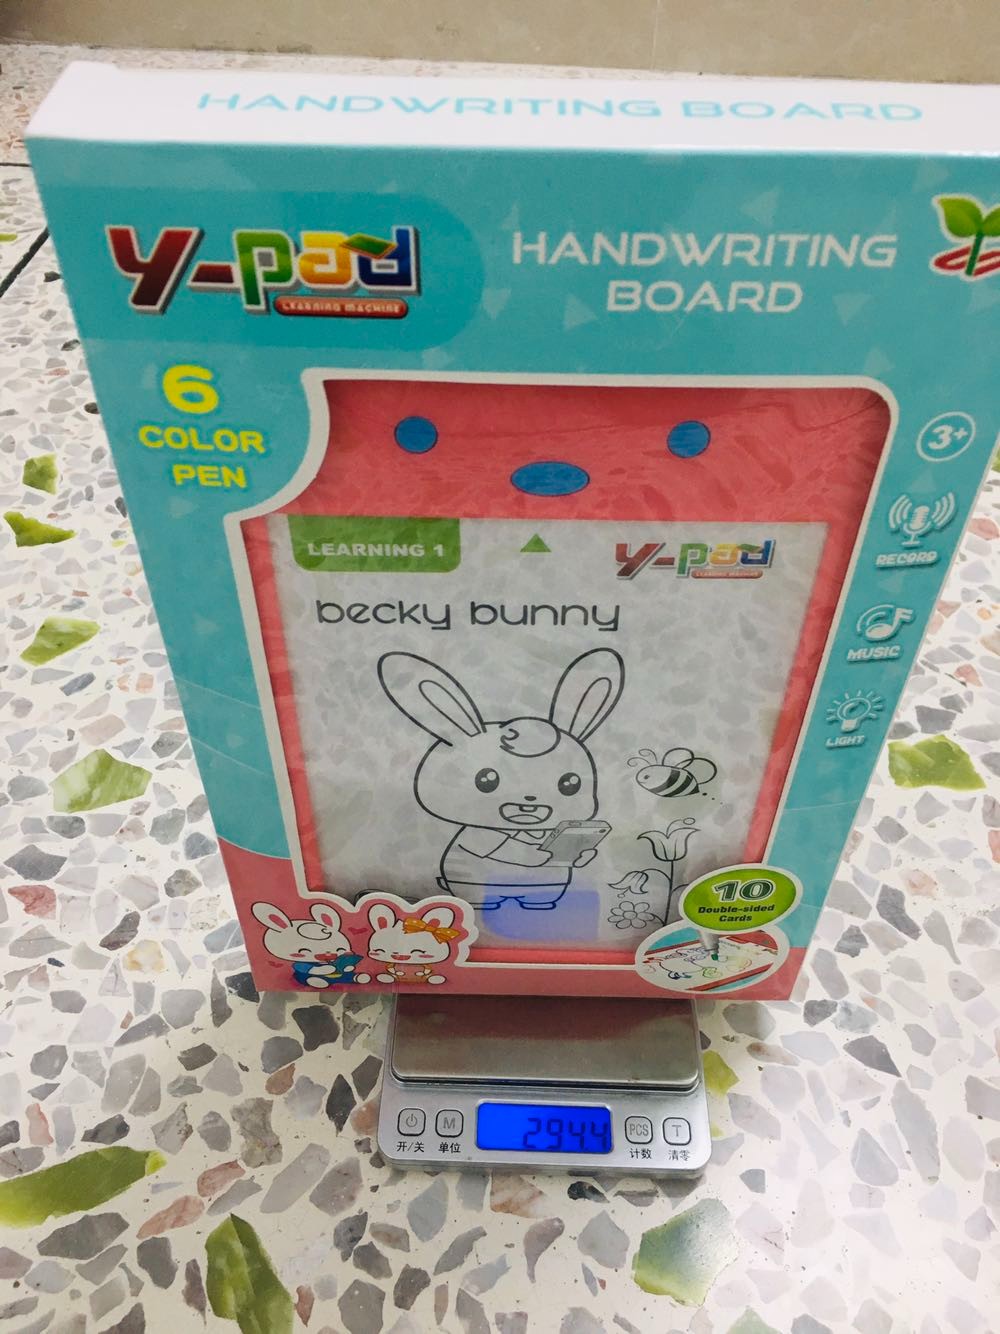 HANDWRITING BOARD
Y-Pad
LEARNING MACHINE
HANDWRITING
BOARD
6
COLOR
PEN
3+
RECORD
MUSIC
LIGHT
LEARNING 1
Y-Pad
LEARNING MACHINE
becky bunny
10
Double-sided
Cards
M
2944
PCS
T
开/关
单位
计数
清零